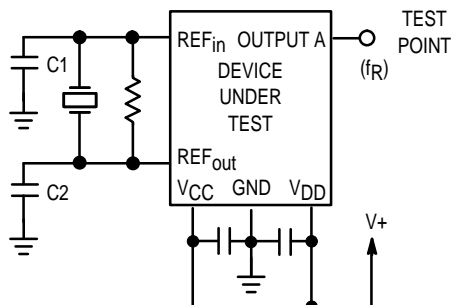 TEST
REFin OUTPUT A POINT
C1 DEVICE (fR)
UNDER
TEST
REFout
C2 VCC GND VDD
V+